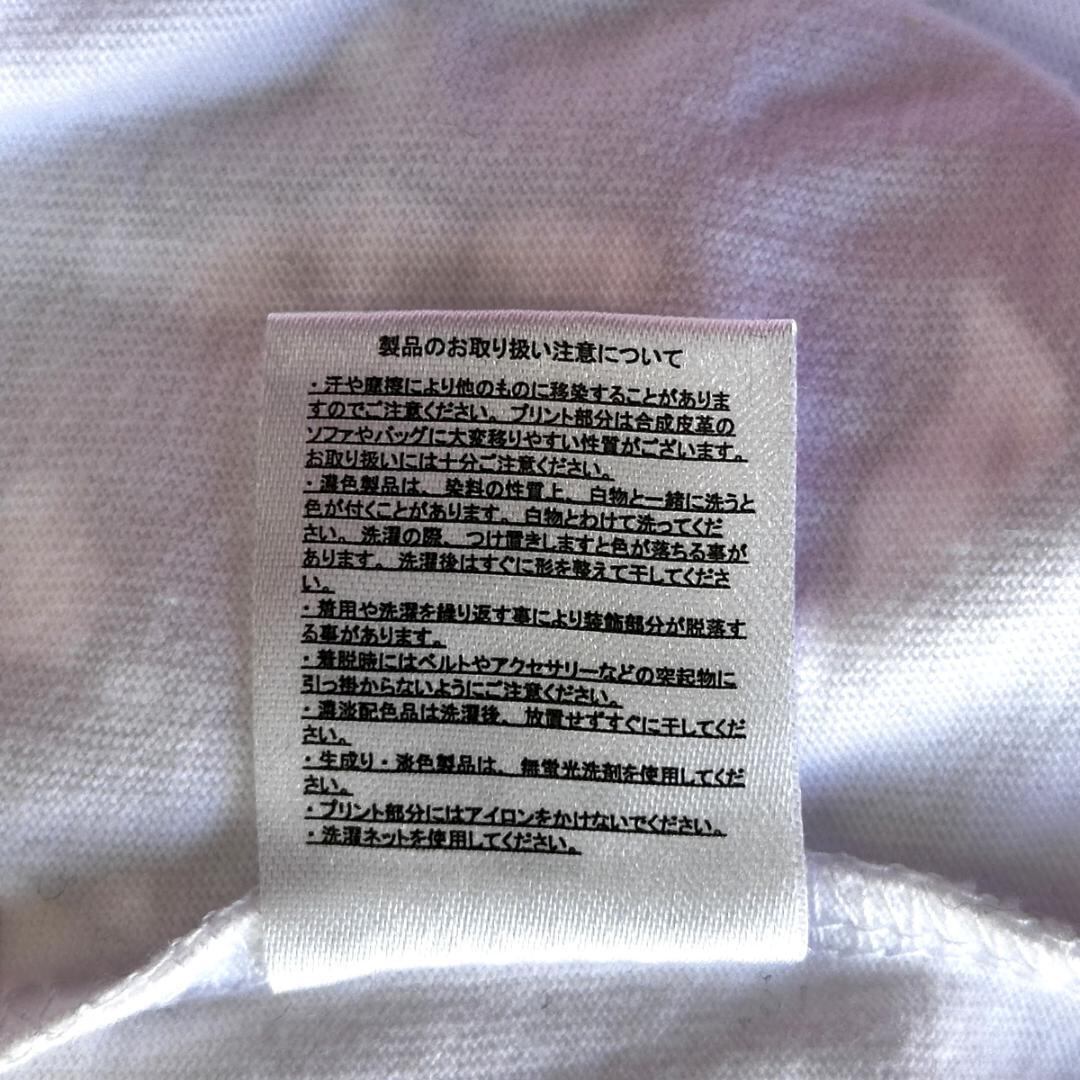 製品のお取り扱い注意について
・汗や摩擦により他のものに移染することがありま
すのでご注意ください。プリント部分は合成皮革の
ソファやバッグに大変移りやすい性質がございます。
お取り扱いには十分ご注意ください。
・濃色製品は、染料の性質上、白物と一緒に洗うと
色が付くことがあります。白物とわけて洗ってくだ
さい。洗濯の際、つけ置きしますと色が落ちる事が
あります。洗濯後はすぐに形を整えて干してくださ
い。
・着用や洗濯を繰り返す事により装飾部分が脱落す
る事があります。
・着脱時にはベルトやアクセサリーなどの突起物に
引っ掛からないようにご注意ください。
・濃淡配色品は洗濯後、放置せずすぐに干してくだ
さい。
・生成り・淡色製品は、無蛍光洗剤を使用してくだ
さい。
・プリント部分にはアイロンをかけないでください。
・洗濯ネットを使用してください。